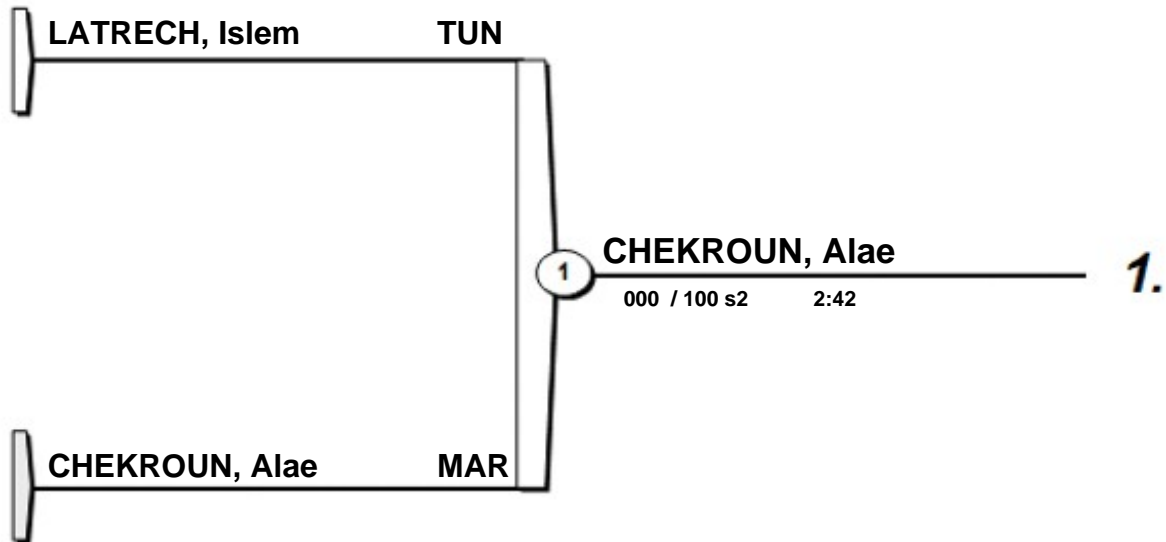 LATRECH, Islem TUN
CHEKROUN, Alae
1 1.
000 / 100 s2 2:42
CHEKROUN, Alae MAR